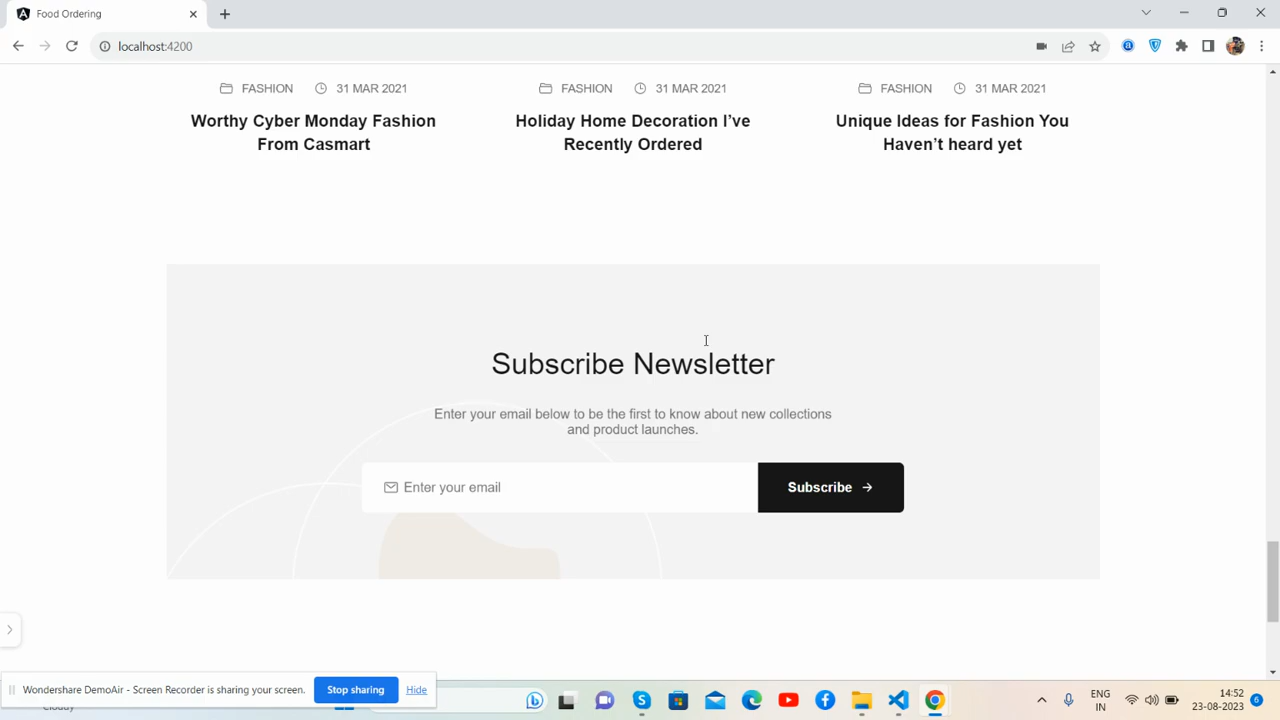 Food Ordering
localhost:4200
FASHION 31 MAR 2021
FASHION 31 MAR 2021
FASHION 31 MAR 2021
Worthy Cyber Monday Fashion
From Casmart
Holiday Home Decoration I’ve
Recently Ordered
Unique Ideas for Fashion You
Haven’t heard yet
Subscribe Newsletter
Enter your email below to be the first to know about new collections
and product launches.
Enter your email
Subscribe
Wondershare DemoAir - Screen Recorder is sharing your screen.
Stop sharing
Hide
Cloudy
ENG
IN
14:52
23-08-2023
6